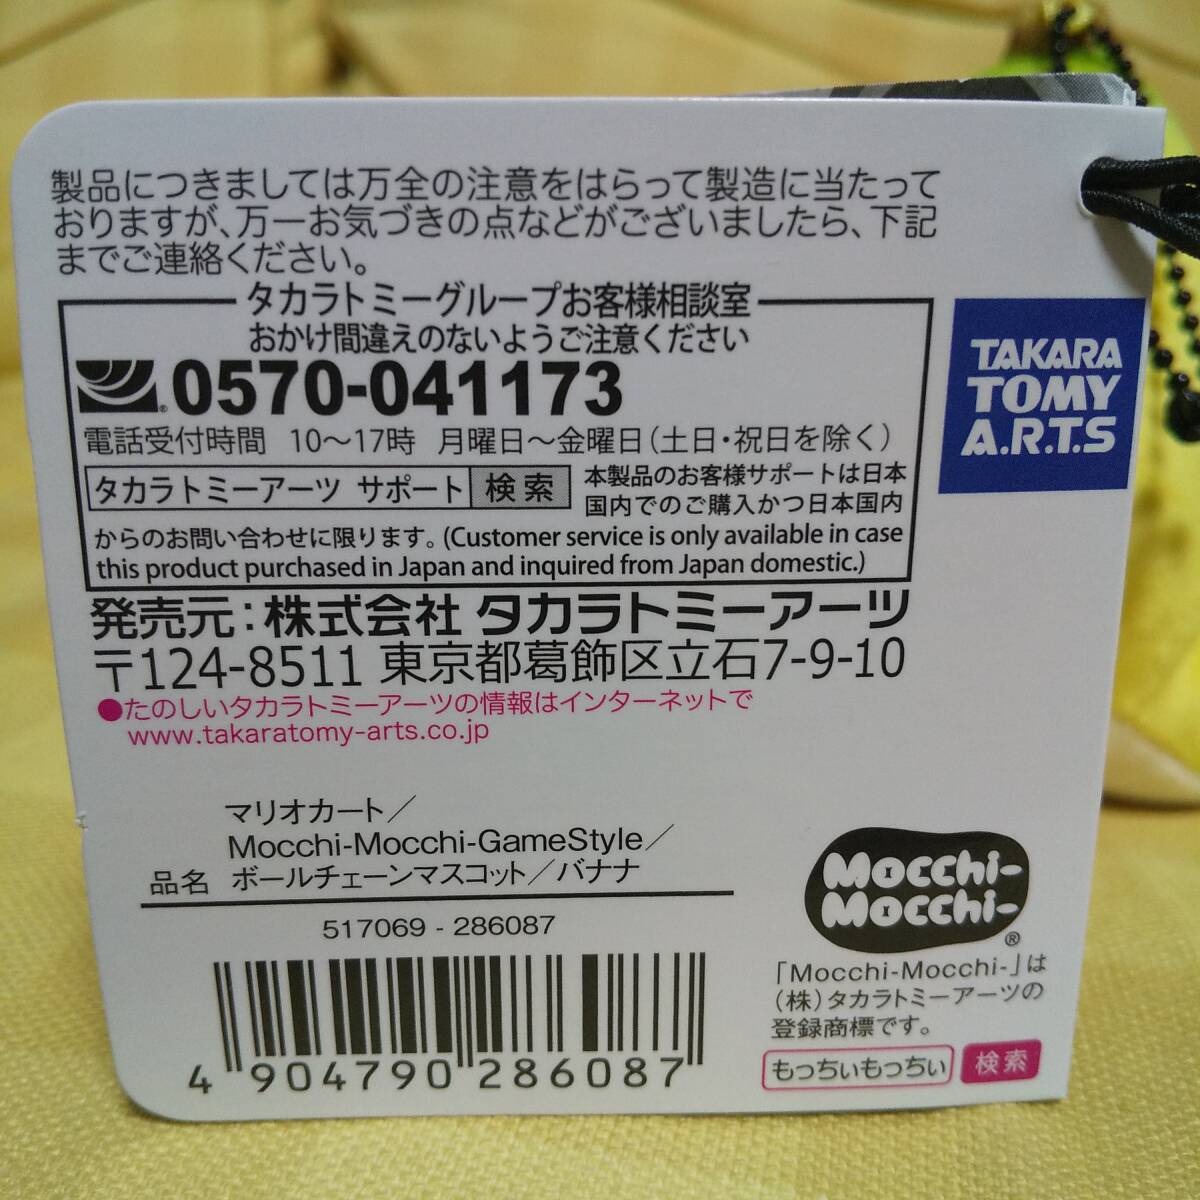 製品につきましては万全の注意をはらって製造に当たって
おりますが、万一お気づきの点などがございましたら、下記
までご連絡ください。
タカラトミーグループお客様相談室
おかけ間違えのないようご注意ください
0570-041173
電話受付時間 10～17時 月曜日～金曜日(土日・祝日を除く)
タカラトミーアーツ サポート 検索
本製品のお客様サポートは日本
国内でのご購入かつ日本国内
からのお問い合わせに限ります。(Customer service is only available in case
this product purchased in Japan and inquired from Japan domestic.)
TAKARA
TOMY
A.R.T.S
発売元：株式会社 タカラトミーアーツ
〒124-8511 東京都葛飾区立石7-9-10
●たのしいタカラトミーアーツの情報はインターネットで
www.takaratomy-arts.co.jp
マリオカート／
Mocchi-Mocchi-GameStyle／
品名 ボールチェーンマスコット／バナナ
517069 - 286087
4 904790 286087
Mocchi-
Mocchi-
®
「Mocchi-Mocchi-」は
(株)タカラトミーアーツの
登録商標です。
もっちぃもっちぃ 検索